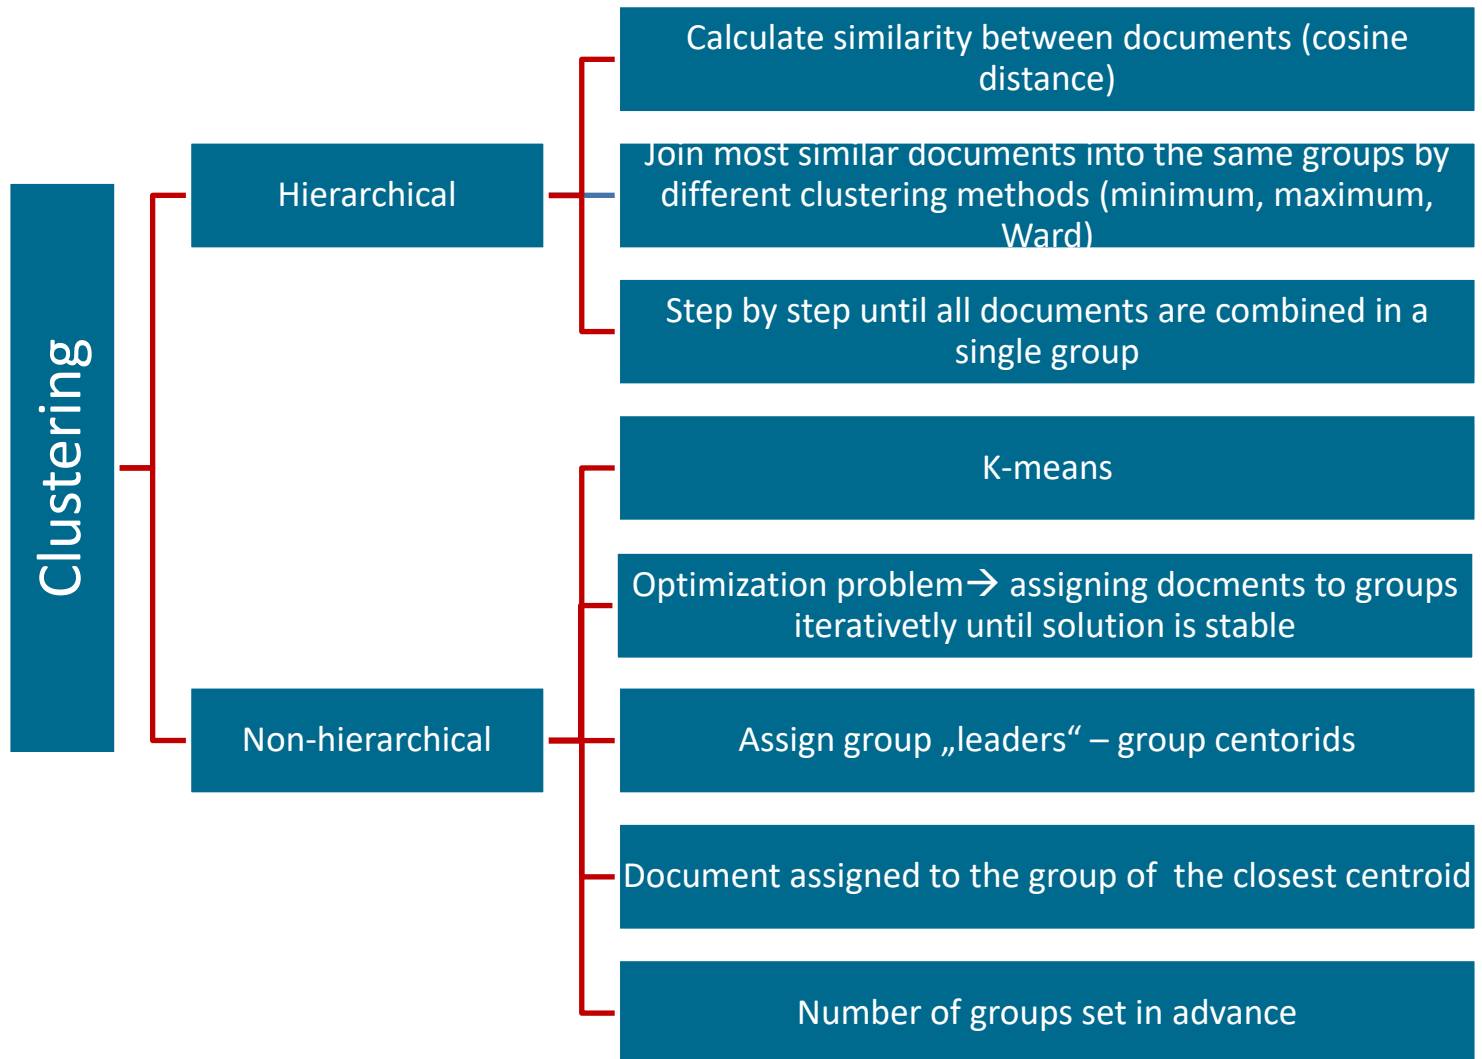 Clustering
Hierarchical
Calculate similarity between documents (cosine
distance)
Join most similar documents into the same groups by
different clustering methods (minimum, maximum,
Ward)
Step by step until all documents are combined in a
single group
Non-hierarchical
K-means
Optimization problem→ assigning docments to groups
iterativetly until solution is stable
Assign group „leaders“ – group centorids
Document assigned to the group of  the closest centroid
Number of groups set in advance